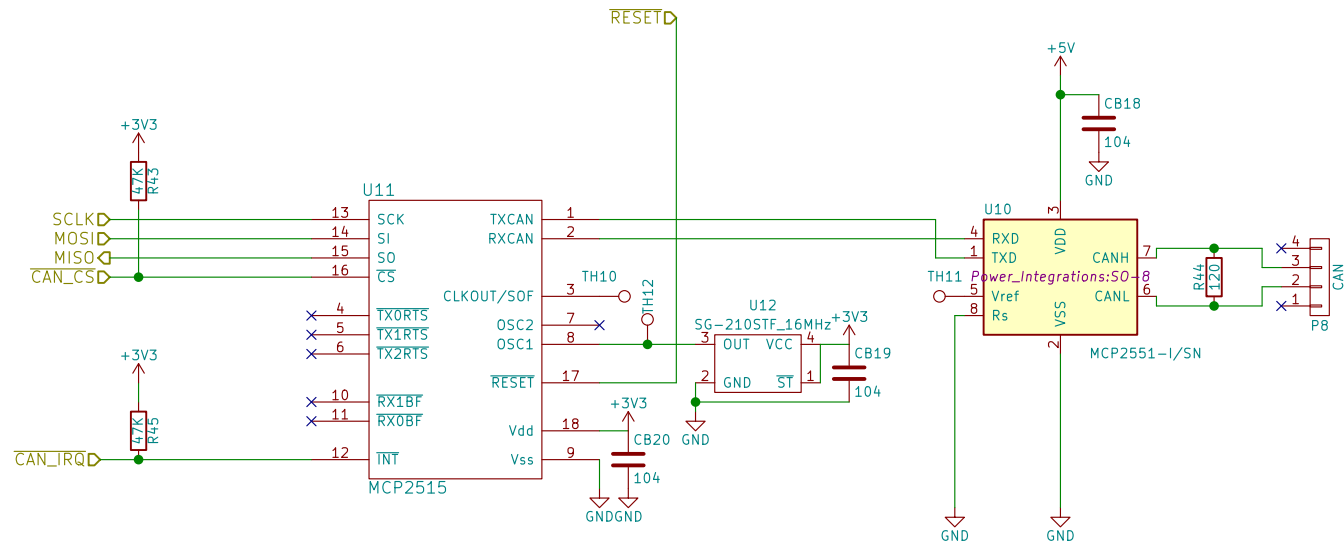 RESET
+5V
CB18
104
GND
+3V3
47K
R43
U11
SCLK
MOSI
MISO
CAN_CS
13
14
15
16
SCK
SI
SO
CS
TXCAN
RXCAN
1
2
U10
3
VDD
4
1
RXD
TXD
CANH
7
Power_Integrations:SO-8
R44
120
4
3
2
1
CAN
P8
TH10
TH12
TH11
CLKOUT/SOF
3
5
Vref
CANL
6
8
Rs
VSS
2
MCP2551-I/SN
4
TX0RTS
5
TX1RTS
6
TX2RTS
OSC2
7
OSC1
8
U12
SG-210STF_16MHz
+3V3
3
OUT
VCC
4
2
GND
ST
1
CB19
104
GND
RESET
17
+3V3
47K
R45
10
RX1BF
11
RX0BF
CAN_IRQ
12
INT
Vdd
18
Vss
9
+3V3
CB20
104
MCP2515
GND
GND
GND
GND